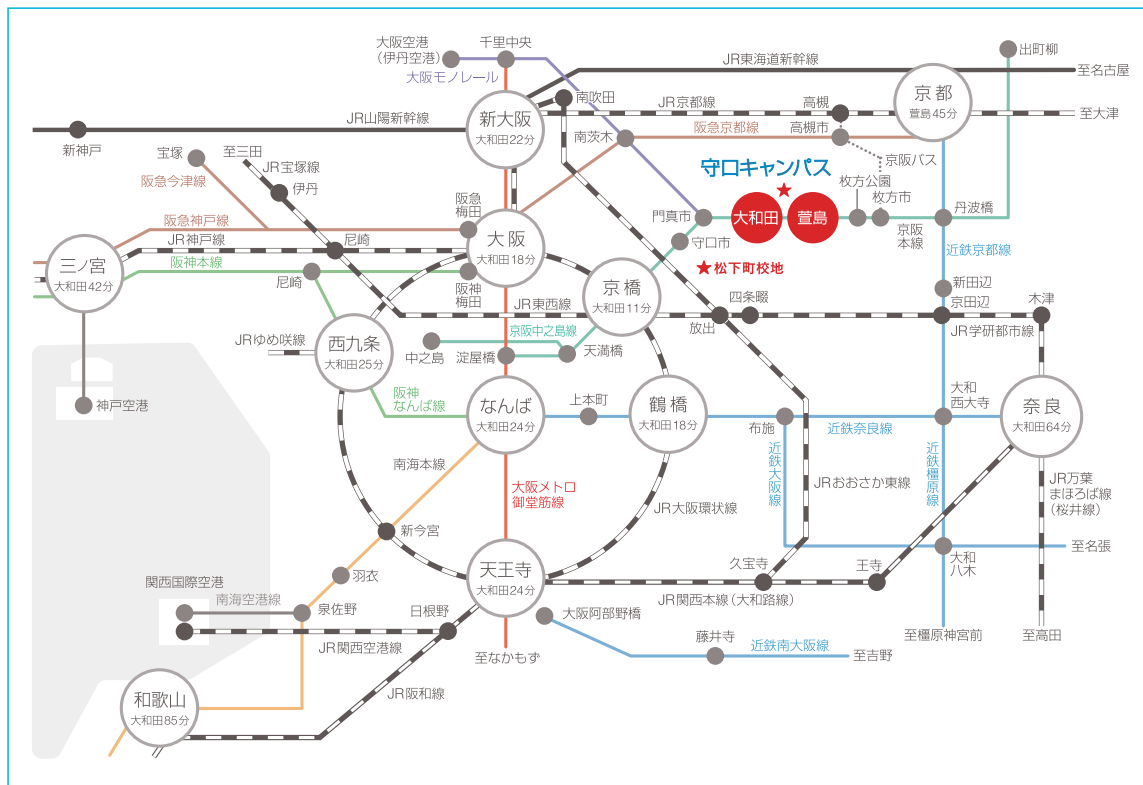 大阪空港
(伊丹空港)
千里中央
大阪モノレール
JR東海道新幹線
出町柳
至名古屋
南吹田
JR京都線
高槻
京都
萱島45分
至大津
新大阪
大和田22分
JR山陽新幹線
新神戸
阪急京都線
高槻市
南茨木
京阪バス
宝塚
至三田
JR宝塚線
伊丹
阪急今津線
守口キャンパス
枚方公園
枚方市
大和田
萱島
門真市
京阪
本線
丹波橋
阪急
梅田
阪急神戸線
JR神戸線
尼崎
大阪
大和田18分
守口市
近鉄京都線
三ノ宮
大和田42分
阪神本線
尼崎
阪神
梅田
京橋
大和田11分
★松下町校地
新田辺
四条畷
京田辺
木津
JR東西線
放出
JR学研都市線
JRゆめ咲線
西九条
大和田25分
京阪中之島線
中之島
淀屋橋
天満橋
神戸空港
阪神
なんば線
なんば
大和田24分
上本町
鶴橋
大和田18分
布施
近鉄奈良線
大和
西大寺
奈良
大和田64分
近鉄大阪線
近鉄橿原線
南海本線
大阪メトロ
御堂筋線
JRおおさか東線
JR万葉
まほろば線
(桜井線)
JR大阪環状線
新今宮
至名張
大和
八木
天王寺
大和田24分
久宝寺
王寺
羽衣
関西国際空港
南海空港線
泉佐野
日根野
JR関西本線(大和路線)
大阪阿部野橋
JR関西空港線
至なかもず
藤井寺
近鉄南大阪線
至吉野
至橿原神宮前
至高田
和歌山
大和田85分
JR阪和線